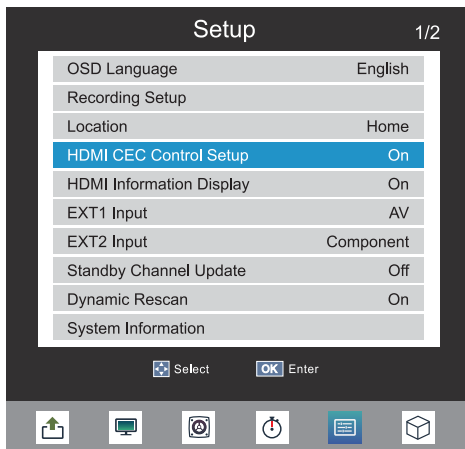 Setup 1/2
OSD Language English
Recording Setup
Location Home
HDMI CEC Control Setup On
HDMI Information Display On
EXT1 Input AV
EXT2 Input Component
Standby Channel Update Off
Dynamic Rescan On
System Information
Select OK Enter